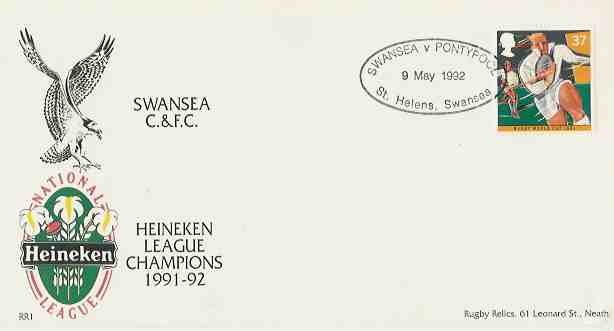 SWANSEA
C.&F.C.
NATIONAL
Heineken
LEAGUE
HEINEKEN
LEAGUE
CHAMPIONS
1991-92
SWANSEA v PONTYPOOL
9 May 1992
St. Helens, Swansea
37
RUGBY WORLD CUP 1991
RR1
Rugby Relics, 61 Leonard St., Neath